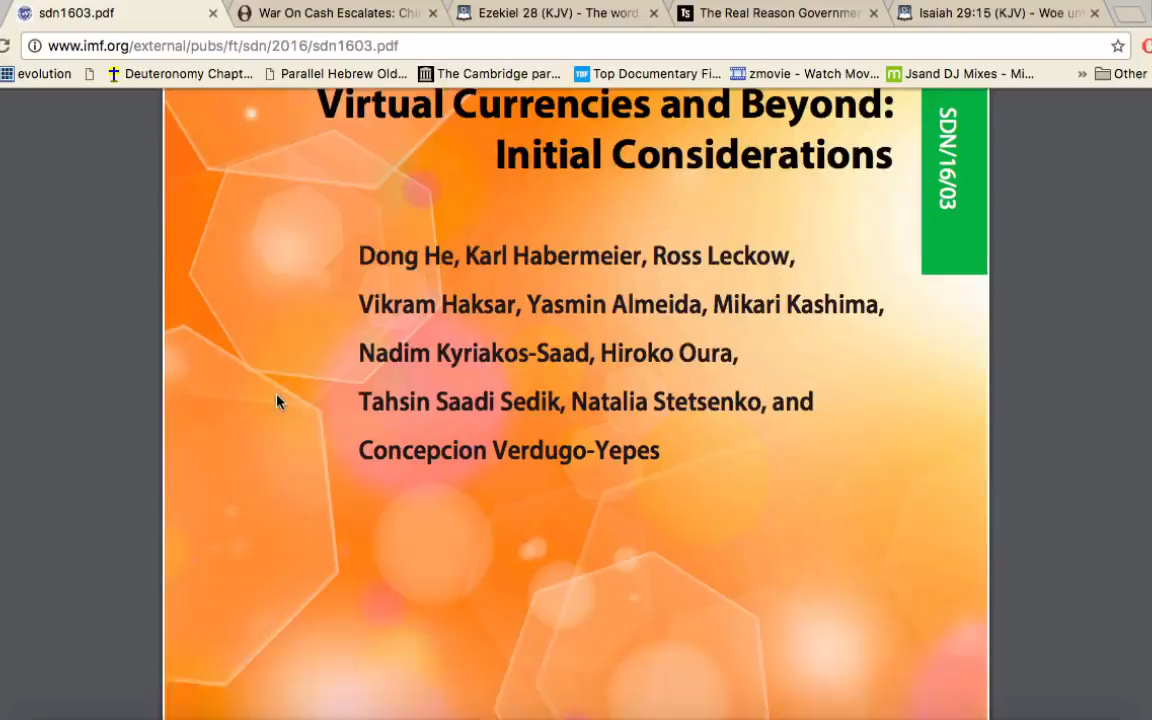 sdn1603.pdf
War On Cash Escalates: Chi
Ezekiel 28 (KJV) - The word
Ts The Real Reason Governmen
Isaiah 29:15 (KJV) - Woe un
www.imf.org/external/pubs/ft/sdn/2016/sdn1603.pdf
evolution
Deuteronomy Chapt...
Parallel Hebrew Old...
The Cambridge par...
TDF Top Documentary Fi...
zmovie - Watch Mov...
m Jsand DJ Mixes - Mi...
» Other
Virtual Currencies and Beyond:
Initial Considerations
SDN/16/03
Dong He, Karl Habermeier, Ross Leckow,
Vikram Haksar, Yasmin Almeida, Mikari Kashima,
Nadim Kyriakos-Saad, Hiroko Oura,
Tahsin Saadi Sedik, Natalia Stetsenko, and
Concepcion Verdugo-Yepes